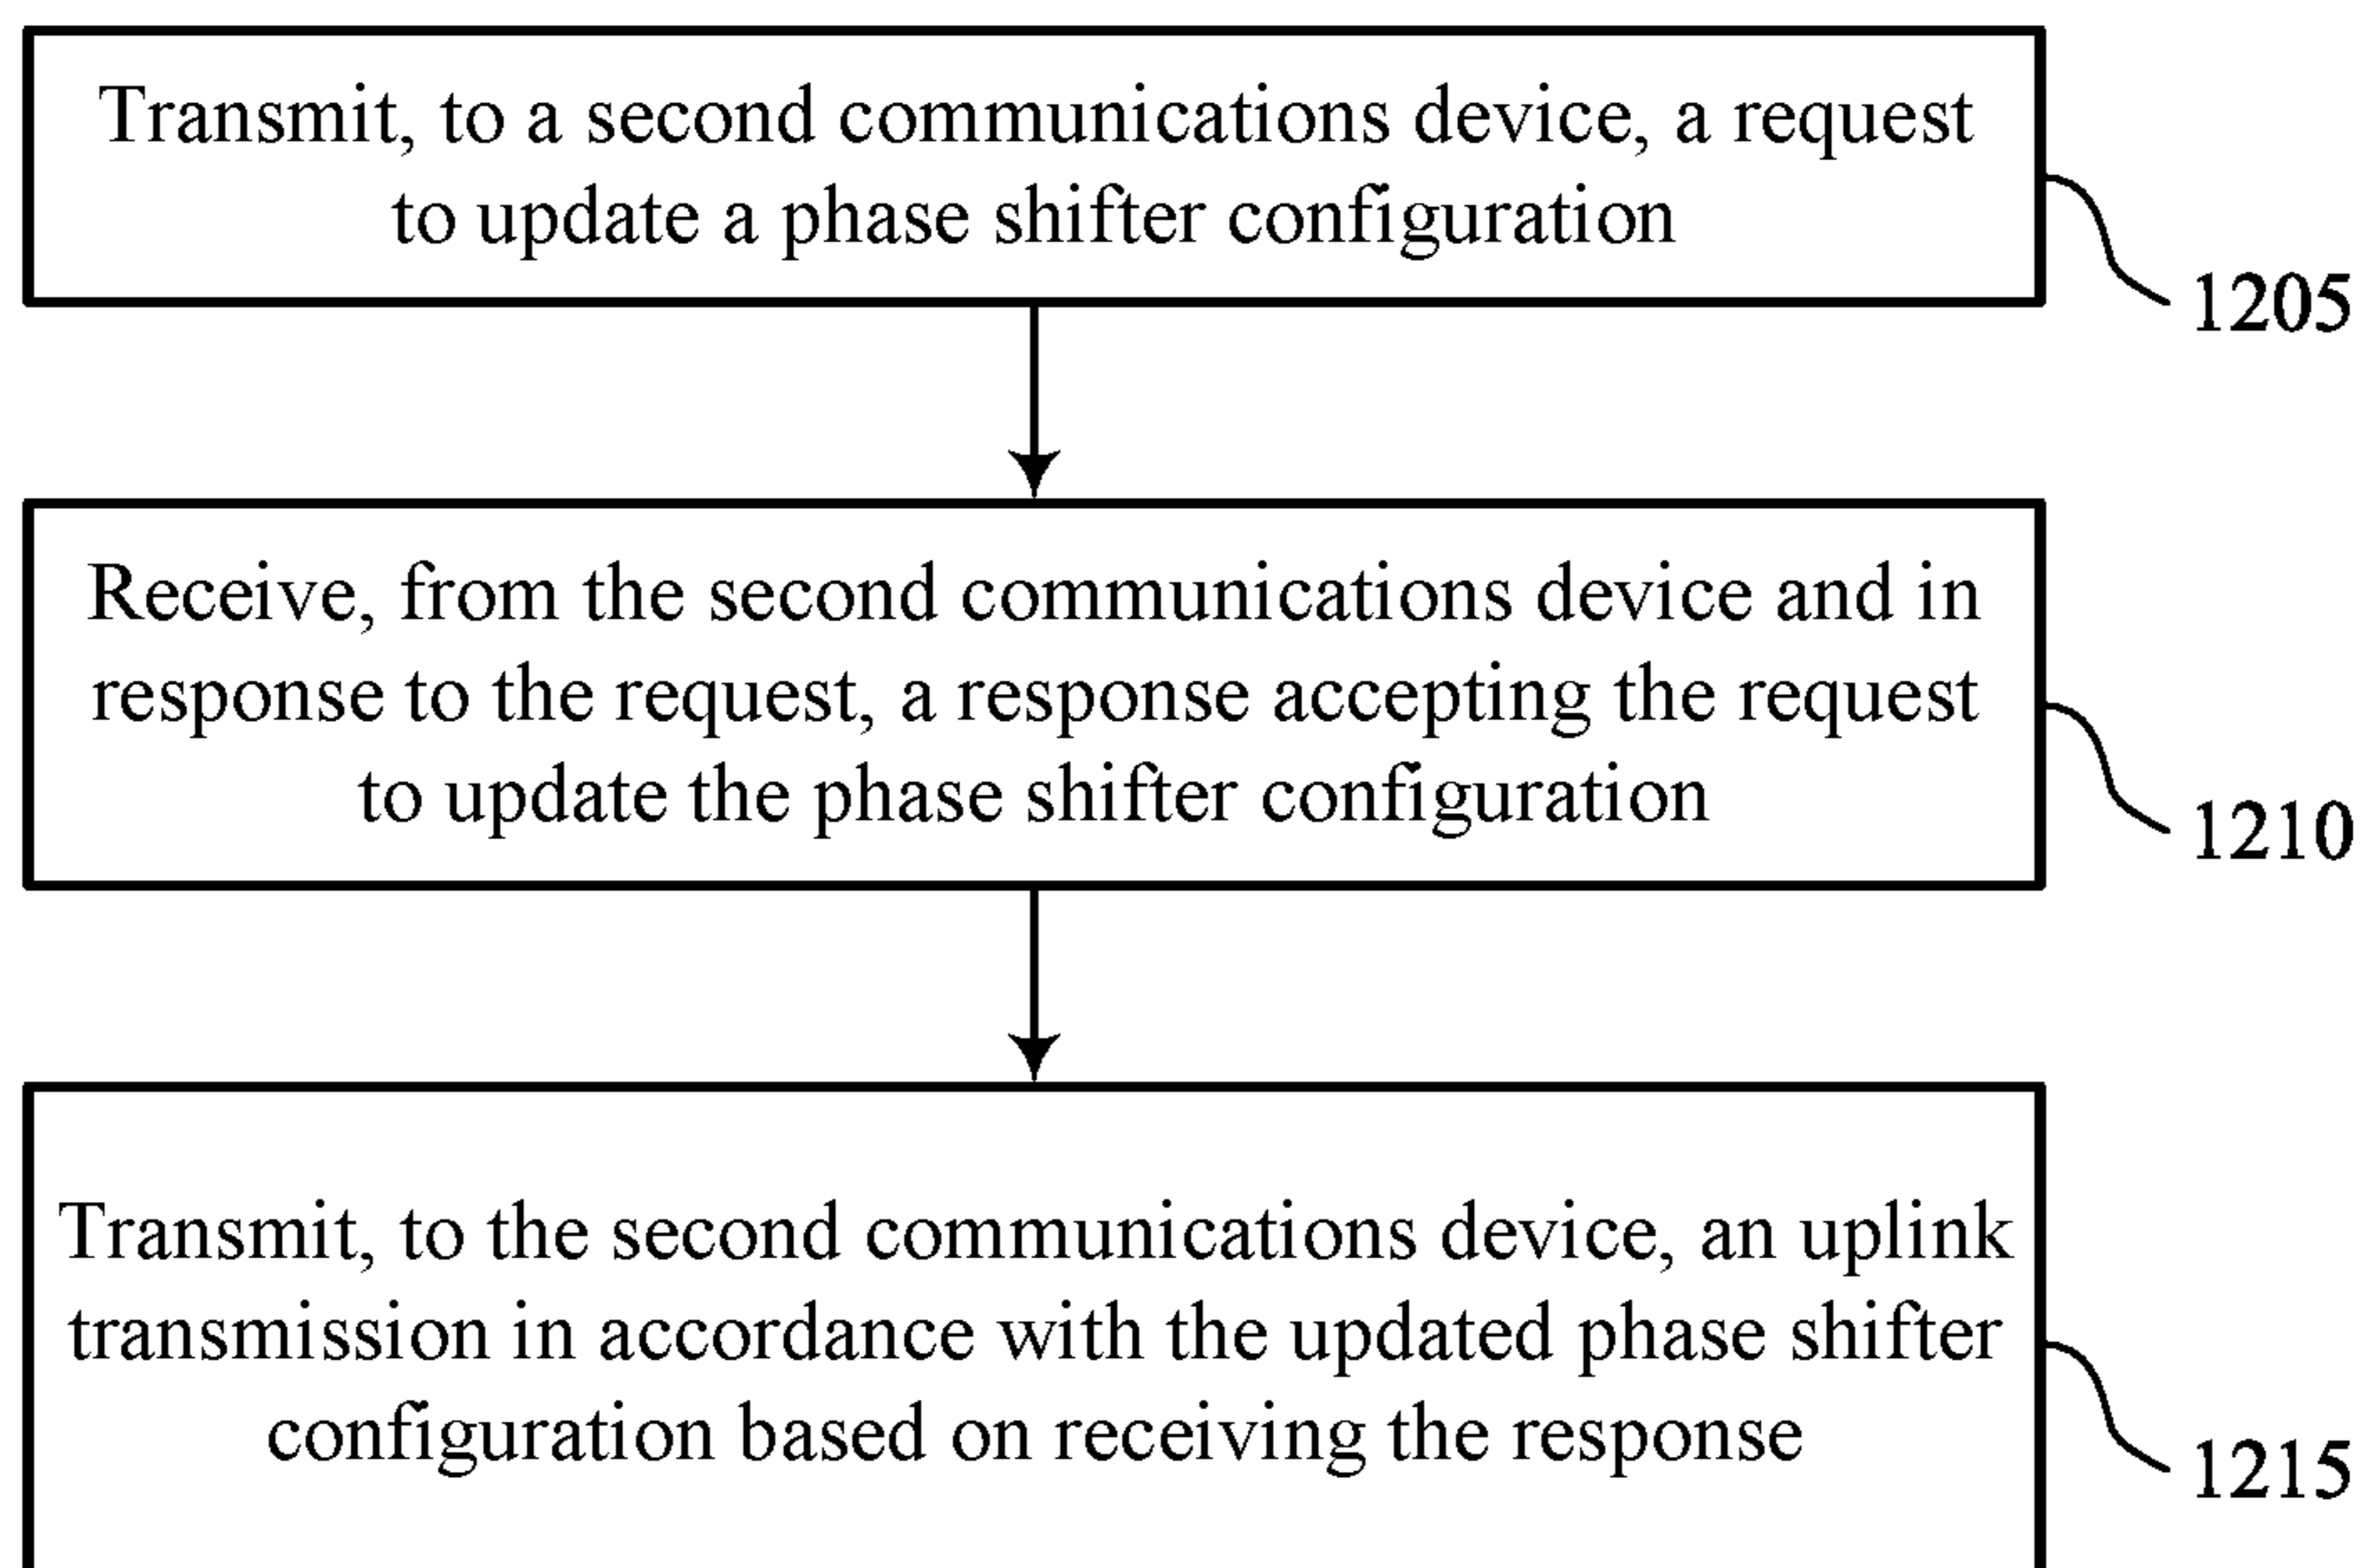 Transmit, to a second communications device, a request
to update a phase shifter configuration
1205
Receive, from the second communications device and in
response to the request, a response accepting the request
to update the phase shifter configuration
1210
Transmit, to the second communications device, an uplink
transmission in accordance with the updated phase shifter
configuration based on receiving the response
1215